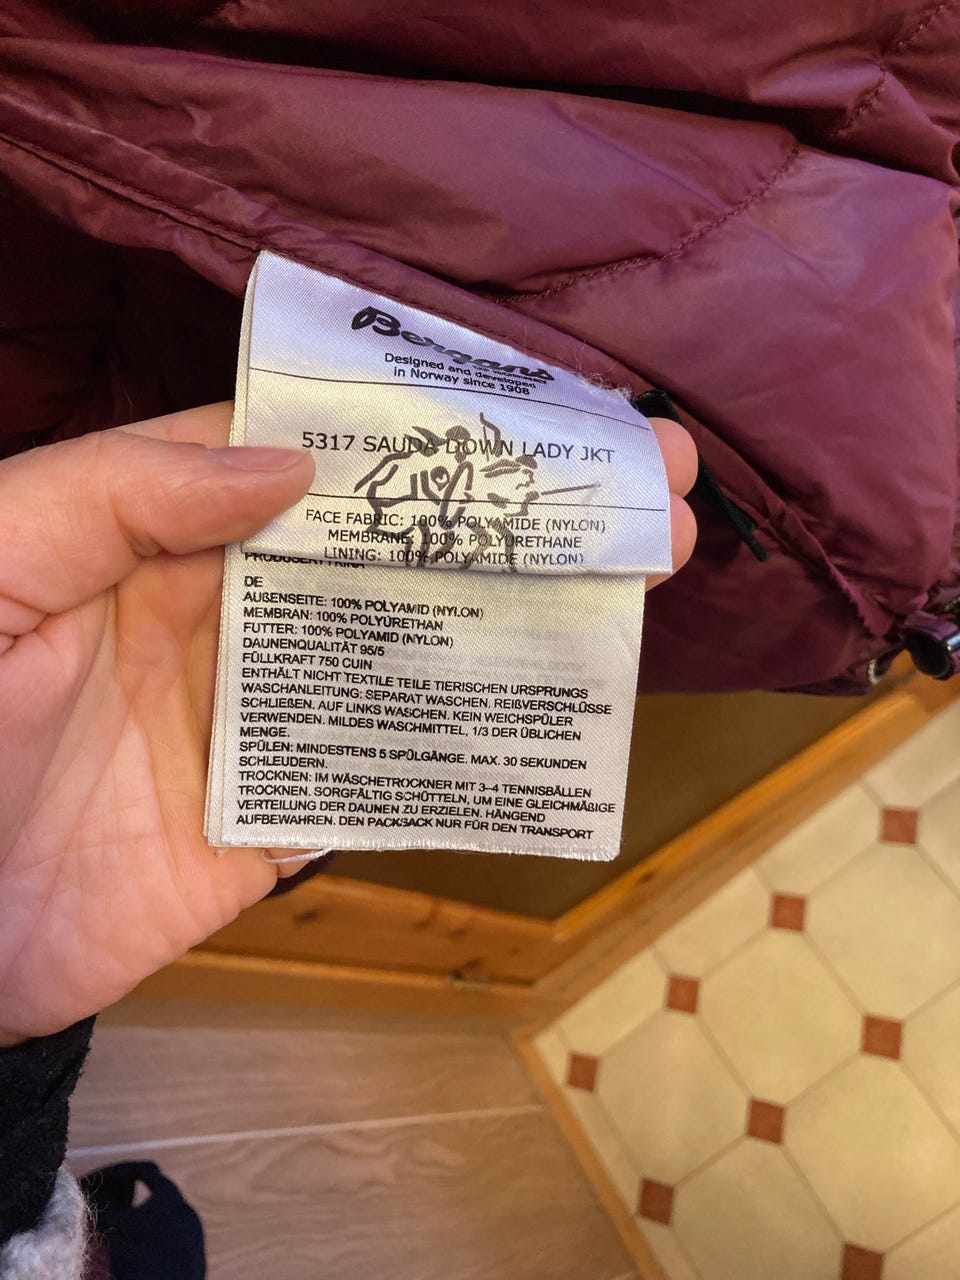 Bergans
Designed and developed
in Norway since 1908
5317 SAUDA DOWN LADY JKT
FACE FABRIC: 100% POLYAMIDE (NYLON)
MEMBRANE: 100% POLYURETHANE
LINING: 100% POLYAMIDE (NYLON)
DE
AUßENSEITE: 100% POLYAMID (NYLON)
MEMBRAN: 100% POLYURETHAN
FUTTER: 100% POLYAMID (NYLON)
DAUNENQUALITÄT 95/5
FÜLLKRAFT 750 CUIN
ENTHÄLT NICHT TEXTILE TEILE TIERISCHEN URSPRUNGS
WASCHANLEITUNG: SEPARAT WASCHEN. REIßVERSCHLÜSSE
SCHLIEßEN. AUF LINKS WASCHEN. KEIN WEICHSPÜLER
VERWENDEN. MILDES WASCHMITTEL, 1/3 DER ÜBLICHEN
MENGE.
SPÜLEN: MINDESTENS 5 SPÜLGÄNGE. MAX. 30 SEKUNDEN
SCHLEUDERN.
TROCKNEN: IM WÄSCHETROCKNER MIT 3–4 TENNISBÄLLEN
TROCKNEN. SORGFÄLTIG SCHÜTTELN, UM EINE GLEICHMÄßIGE
VERTEILUNG DER DAUNEN ZU ERZIELEN. HÄNGEND
AUFBEWAHREN. DEN PACKSACK NUR FÜR DEN TRANSPORT